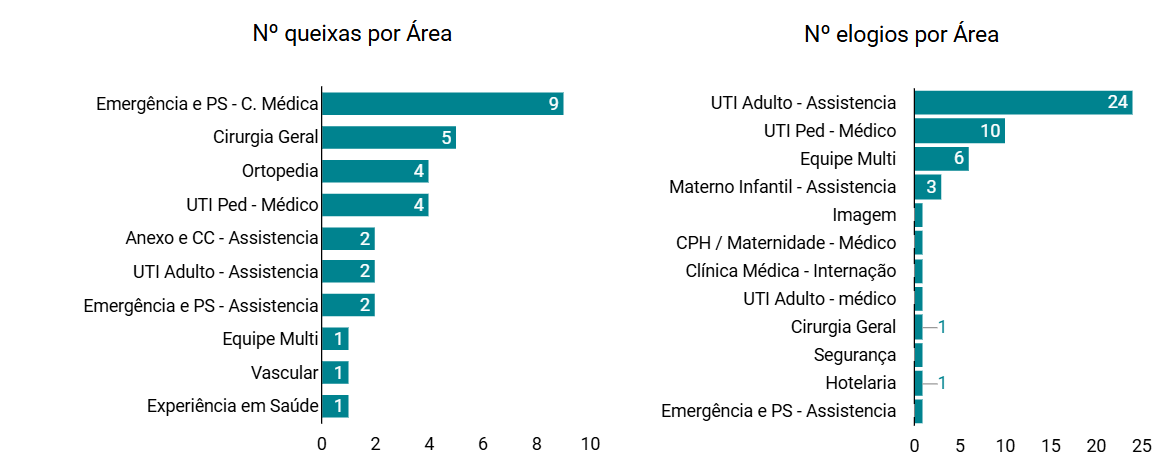 Nº queixas por Área
Emergência e PS - C. Médica 9
Cirurgia Geral 5
Ortopedia 4
UTI Ped - Médico 4
Anexo e CC - Assistencia 2
UTI Adulto - Assistencia 2
Emergência e PS - Assistencia 2
Equipe Multi 1
Vascular 1
Experiência em Saúde 1
0 2 4 6 8 10
Nº elogios por Área
UTI Adulto - Assistencia 24
UTI Ped - Médico 10
Equipe Multi 6
Materno Infantil - Assistencia 3
Imagem
CPH / Maternidade - Médico
Clínica Médica - Internação
UTI Adulto - médico
Cirurgia Geral 1
Segurança
Hotelaria 1
Emergência e PS - Assistencia
0 5 10 15 20 25